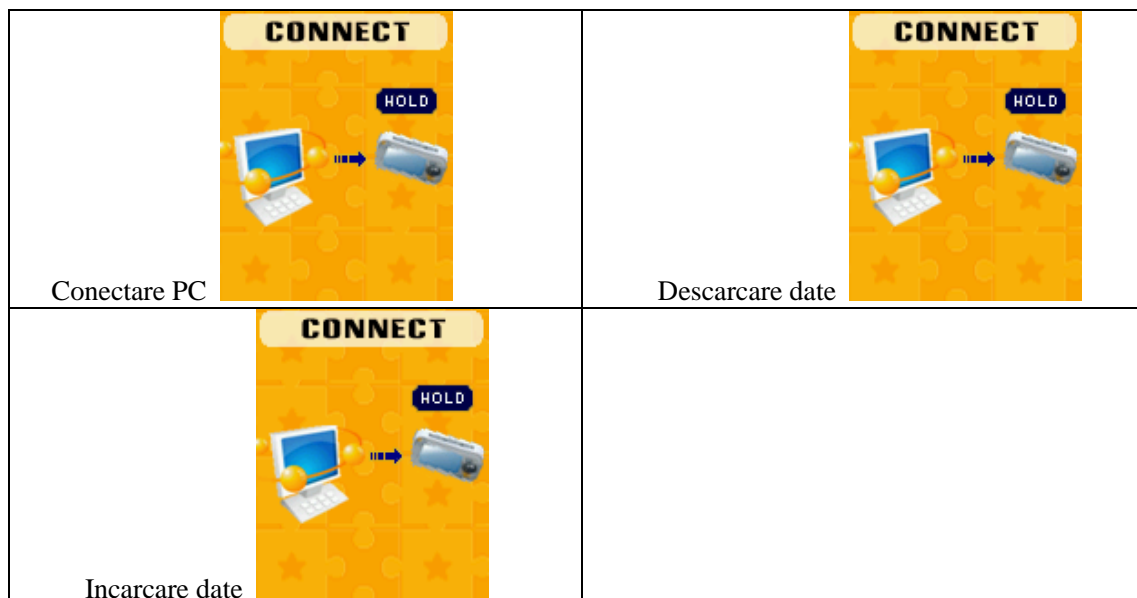 CONNECT
HOLD
Conectare PC
CONNECT
HOLD
Descarcare date
CONNECT
HOLD
Incarcare date